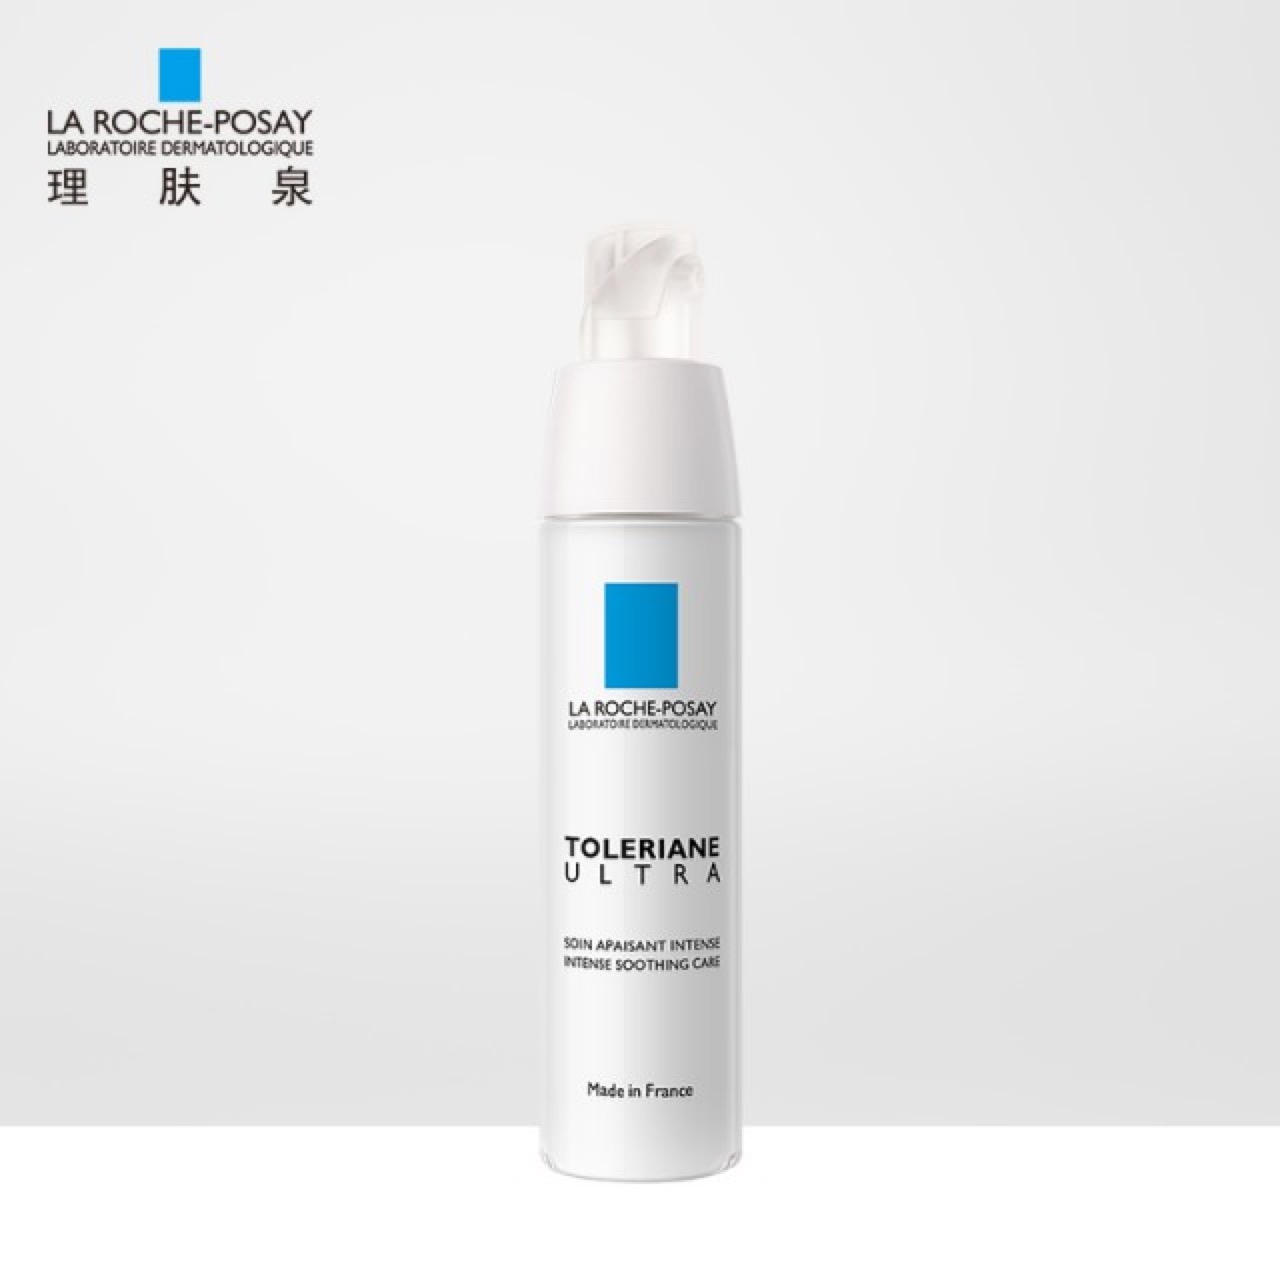 LA ROCHE-POSAY
LABORATOIRE DERMATOLOGIQUE
理肤泉
LA ROCHE-POSAY
LABORATOIRE DERMATOLOGIQUE
TOLERIANE
ULTRA
SOIN APAISANT INTENSE
INTENSE SOOTHING CARE
Made in France